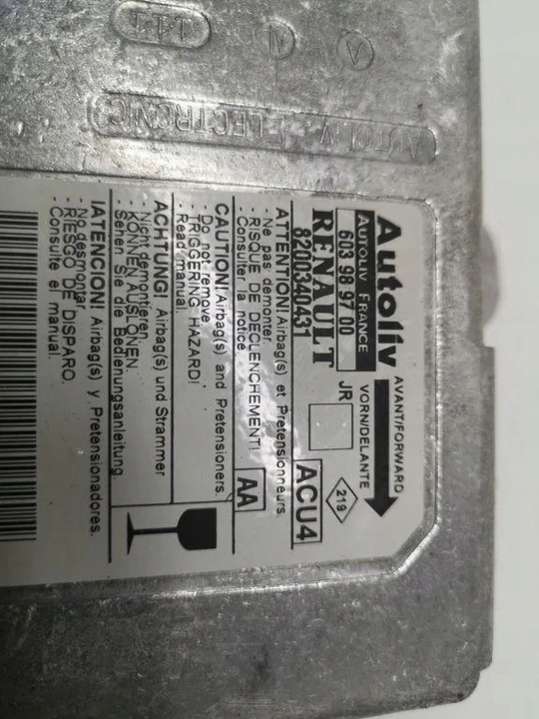 111
AUTOLIV - ELECTRONIC
Autoliv
AUTOLIV FRANCE
603 98 97 00
RENAULT
8200340431
AVANT/FORWARD
VORN/DELANTE
JR
219
ACU4
AA
ATTENTION! Airbag(s) et Pretensionneurs.
- Ne pas demonter.
- RISQUE DE DECLENCHEMENT!
- Consulter la notice
CAUTION! Airbag(s) and Pretensioners.
- Do not remove
- TRIGGERING HAZARD!
- Read manual.
ACHTUNG! Airbag(s) und Strammer
- Nicht demontieren.
- KONNEN AUSLONEN.
- Sehen Sie die Bedienungsanleitung
!ATENCION! Airbag(s) y Pretensionadores.
- No desmontar.
- RIESGO DE DISPARO.
- Consulte el manual.